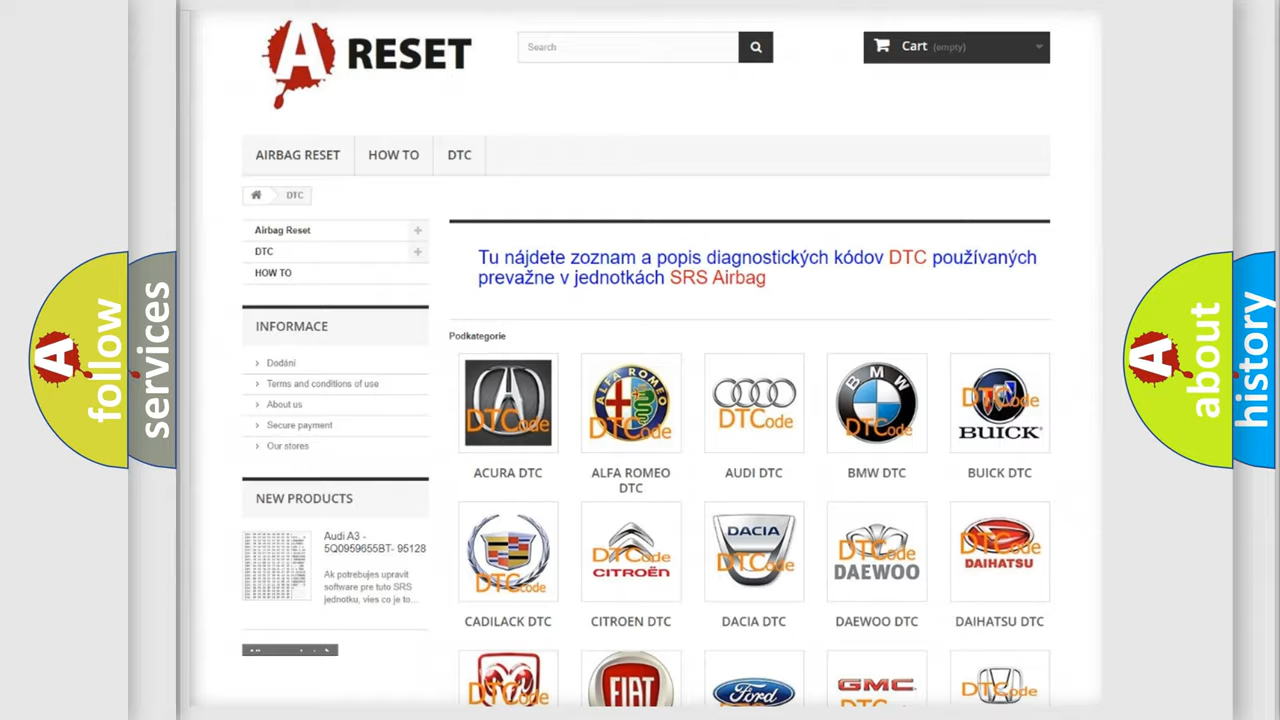 A RESET
Search
Cart (empty)
AIRBAG RESET
HOW TO
DTC
DTC
Airbag Reset
DTC
HOW TO
INFORMACE
Dodání
Terms and conditions of use
About us
Secure payment
Our stores
NEW PRODUCTS
Audi A3 -
5Q0959655BT- 95128
Ak potrebujes upravit
software pre tuto SRS
jednotku, vies co je to...
Tu nájdete zoznam a popis diagnostických kódov DTC používaných
prevažne v jednotkách SRS Airbag
Podkategorie
DTCode
ALFA ROMEO
DTCode
DTCode
BMW
DTCode
DTCode
BUICK
ACURA DTC
ALFA ROMEO
DTC
AUDI DTC
BMW DTC
BUICK DTC
DTCode
DTCode
CITROËN
DACIA
DTCode
DTCode
DAEWOO
DTCode
DAIHATSU
CADILACK DTC
CITROEN DTC
DACIA DTC
DAEWOO DTC
DAIHATSU DTC
DTCode
FIAT
Ford
GMC
DTCode
A follow
services
A about
history